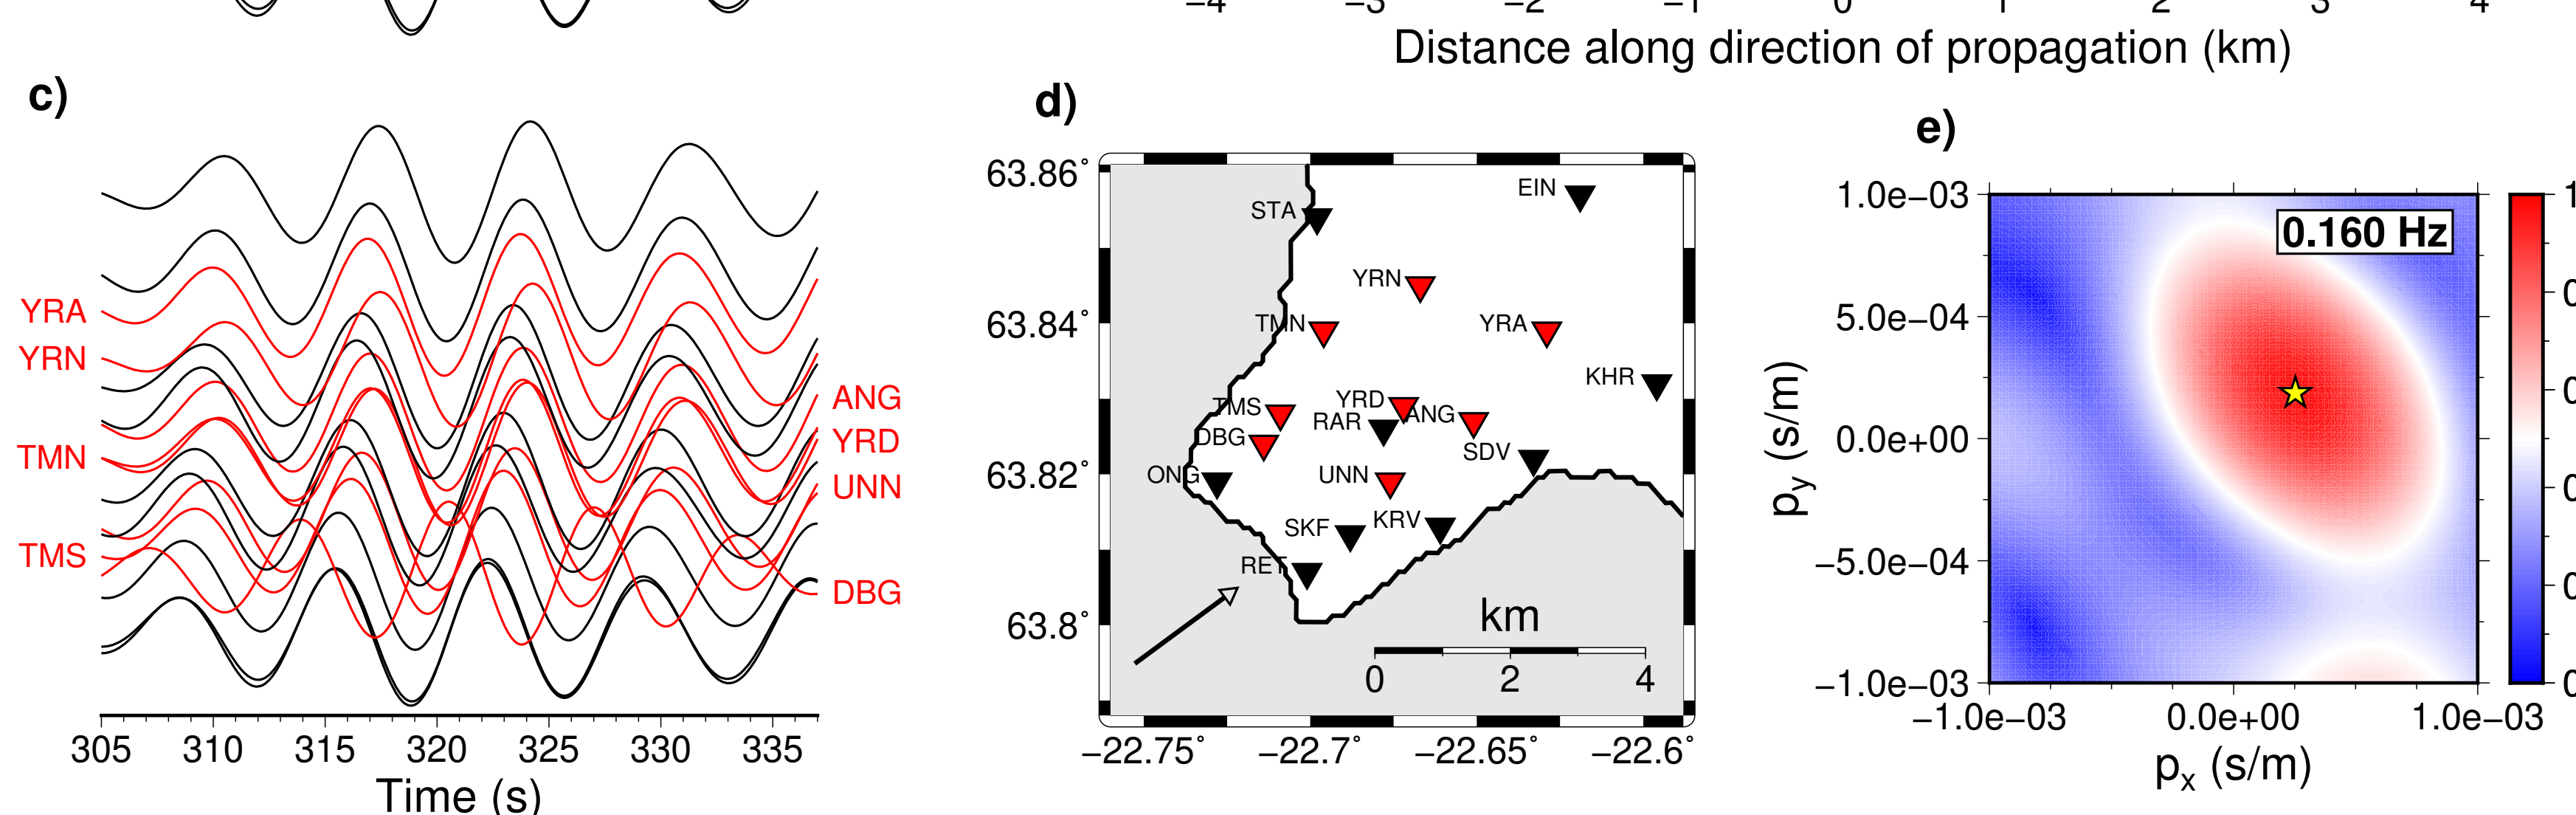 −4 −3 −2 −1 0 1 2 3 4
Distance along direction of propagation (km)
c)
YRA
YRN
TMN
TMS
ANG
YRD
UNN
DBG
305 310 315 320 325 330 335
Time (s)
d)
63.86°
63.84°
63.82°
63.8°
EIN
STA
YRN
TMN
YRA
KHR
TMS
YRD
RAR
ANG
DBG
SDV
ONG
UNN
SKF
KRV
RET
km
0 2 4
−22.75° −22.7° −22.65° −22.6°
e)
0.160 Hz
1.0e−03
5.0e−04
0.0e+00
−5.0e−04
−1.0e−03
py (s/m)
−1.0e−03 0.0e+00 1.0e−03
px (s/m)